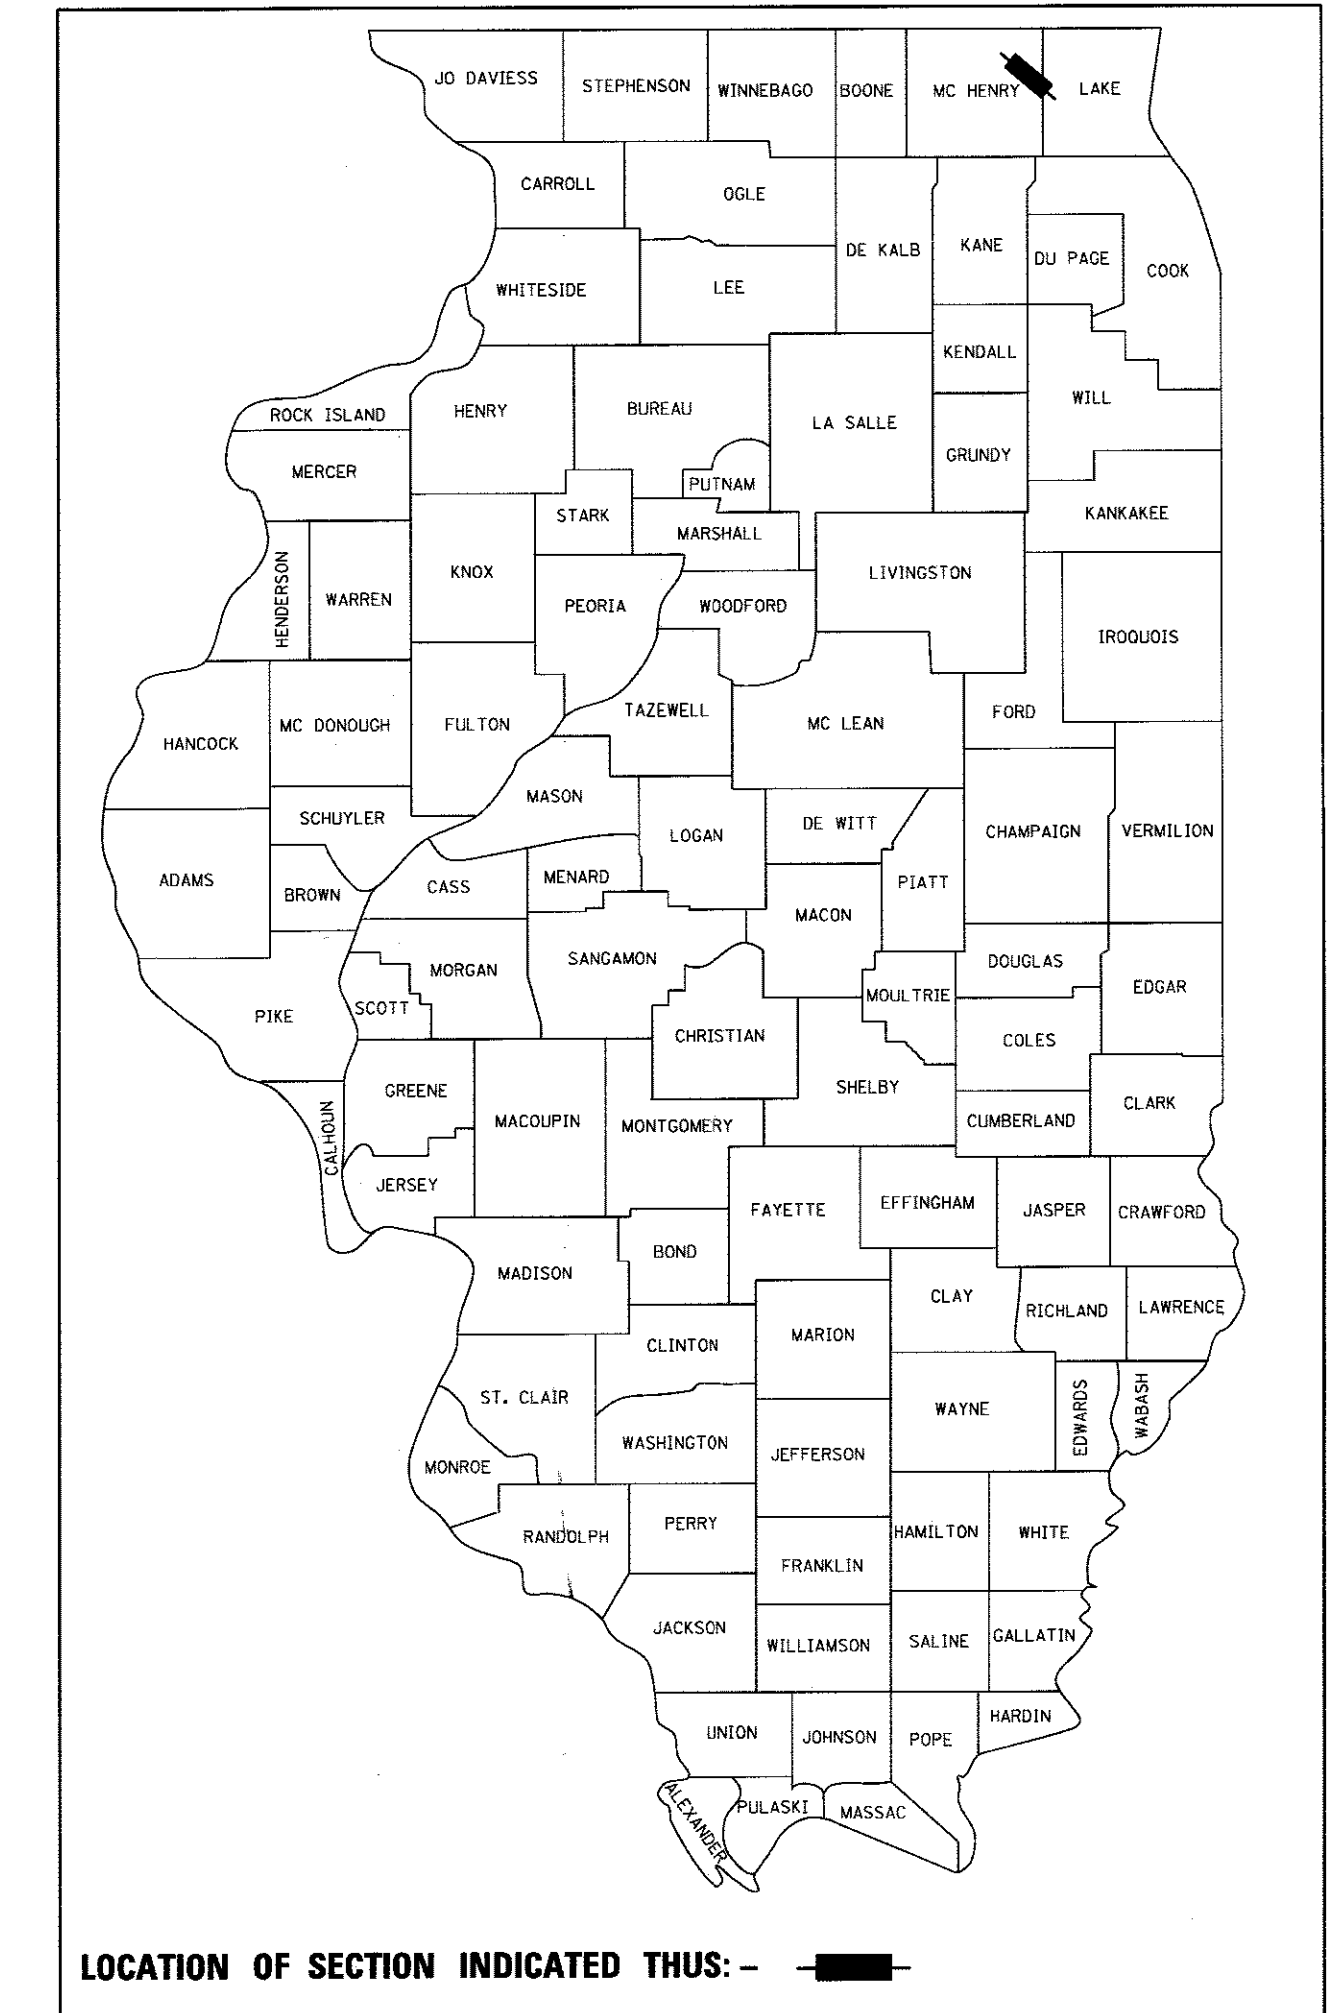 JO DAVIESS
STEPHENSON
WINNEBAGO
BOONE
MC HENRY
LAKE
CARROLL
OGLE
DE KALB
KANE
DU PAGE
COOK
WHITESIDE
LEE
KENDALL
ROCK ISLAND
HENRY
BUREAU
LA SALLE
WILL
GRUNDY
MERCER
PUTNAM
STARK
MARSHALL
KANKAKEE
HENDERSON
WARREN
KNOX
PEORIA
WOODFORD
LIVINGSTON
IROQUOIS
HANCOCK
MC DONOUGH
FULTON
TAZEWELL
MC LEAN
FORD
MASON
SCHUYLER
LOGAN
DE WITT
CHAMPAIGN
VERMILION
ADAMS
BROWN
CASS
MENARD
PIATT
MACON
SANGAMON
MORGAN
DOUGLAS
EDGAR
PIKE
SCOTT
MOULTRIE
CHRISTIAN
COLES
GREENE
SHELBY
CLARK
CALHOUN
MACOUPIN
MONTGOMERY
CUMBERLAND
JERSEY
FAYETTE
EFFINGHAM
JASPER
CRAWFORD
BOND
MADISON
CLAY
RICHLAND
LAWRENCE
CLINTON
MARION
ST. CLAIR
WAYNE
EDWARDS
WABASH
WASHINGTON
JEFFERSON
MONROE
RANDOLPH
PERRY
HAMILTON
WHITE
FRANKLIN
JACKSON
WILLIAMSON
SALINE
GALLATIN
UNION
JOHNSON
POPE
HARDIN
ALEXANDER
PULASKI
MASSAC
LOCATION OF SECTION INDICATED THUS: –